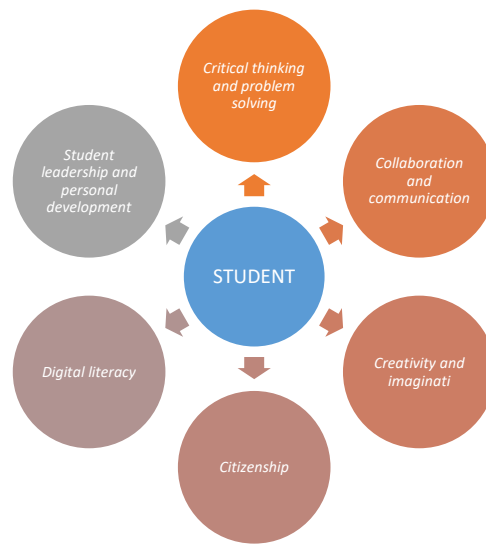 Critical thinking
and problem
solving
Collaboration
and
communication
Creativity and
imaginati
Citizenship
Digital literacy
Student
leadership and
personal
development
STUDENT